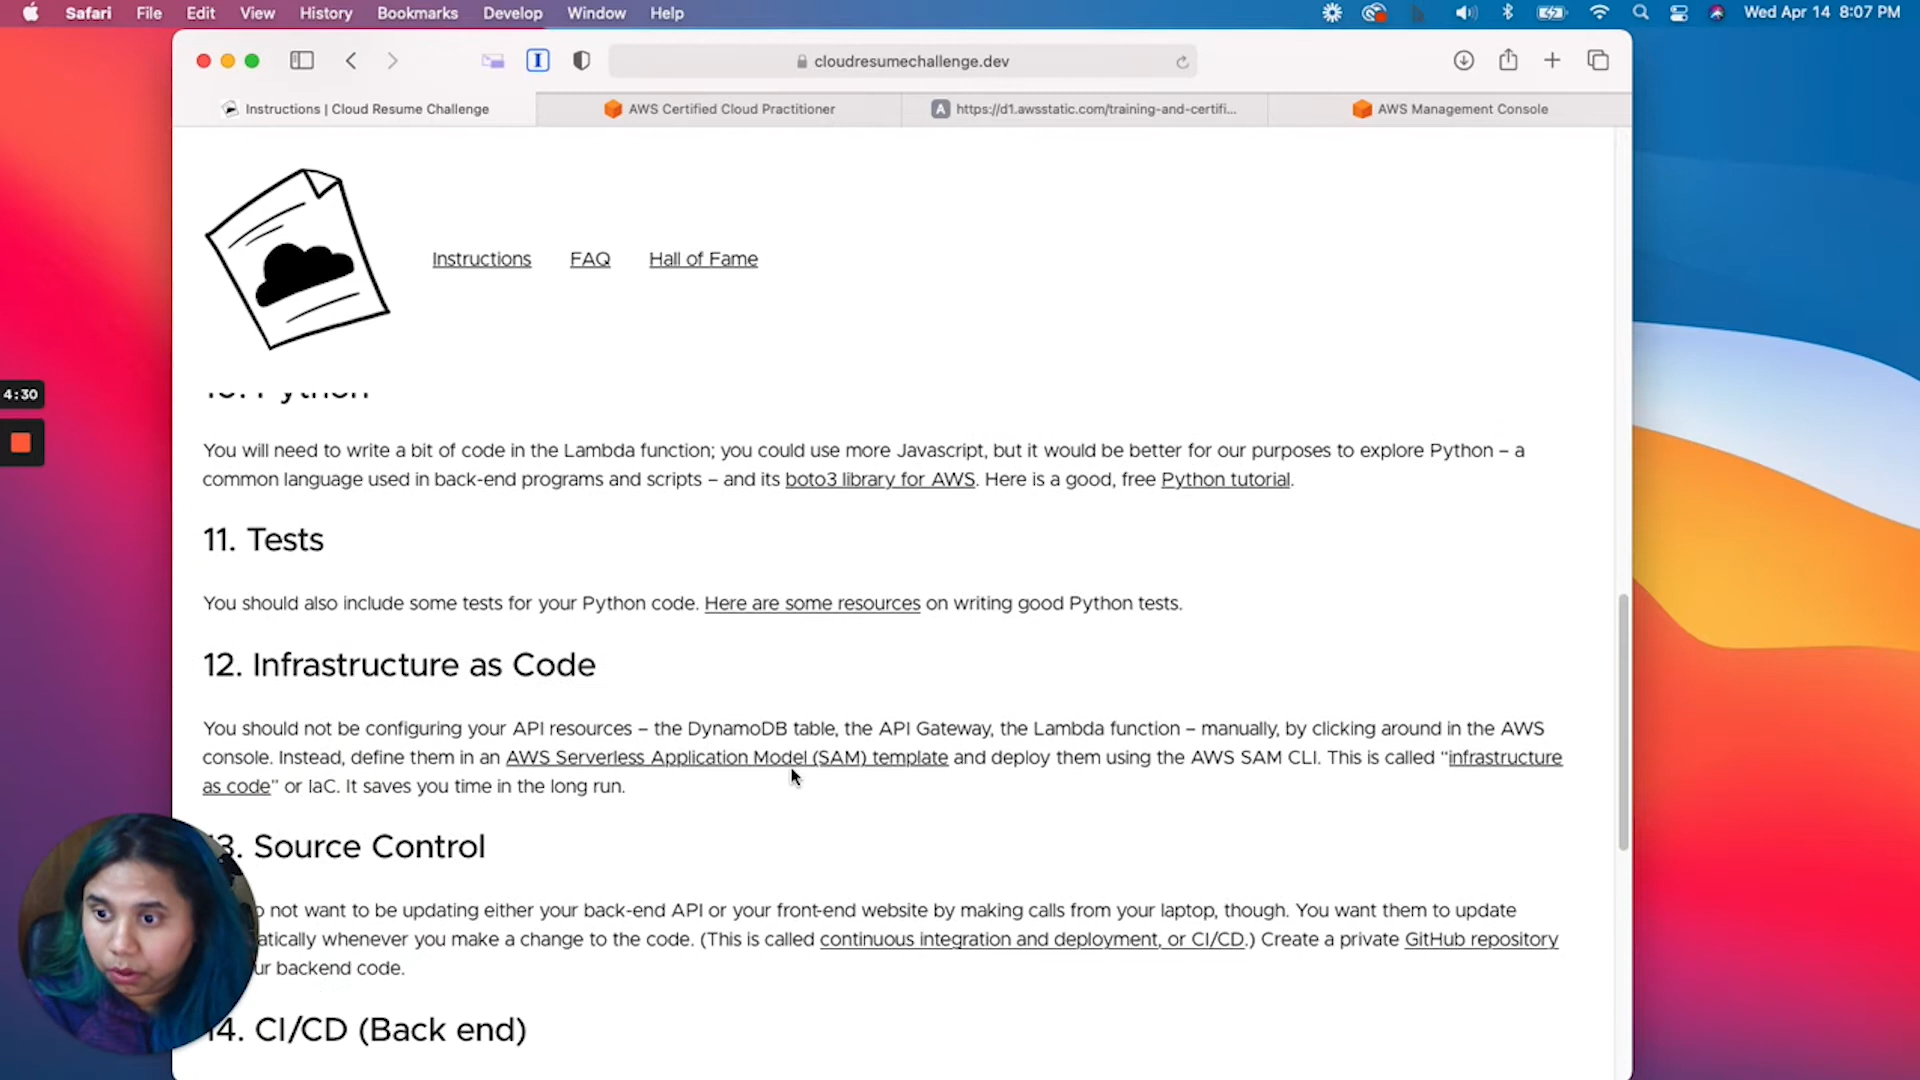 Safari File Edit View History Bookmarks Develop Window Help Wed Apr 14 8:07 PM
cloudresumechallenge.dev
Instructions | Cloud Resume Challenge AWS Certified Cloud Practitioner https://d1.awsstatic.com/training-and-certifi... AWS Management Console
Instructions FAQ Hall of Fame
4:30
10. Python
You will need to write a bit of code in the Lambda function; you could use more Javascript, but it would be better for our purposes to explore Python – a
common language used in back-end programs and scripts – and its boto3 library for AWS. Here is a good, free Python tutorial.
11. Tests
You should also include some tests for your Python code. Here are some resources on writing good Python tests.
12. Infrastructure as Code
You should not be configuring your API resources – the DynamoDB table, the API Gateway, the Lambda function – manually, by clicking around in the AWS
console. Instead, define them in an AWS Serverless Application Model (SAM) template and deploy them using the AWS SAM CLI. This is called “infrastructure
as code” or IaC. It saves you time in the long run.
3. Source Control
not want to be updating either your back-end API or your front-end website by making calls from your laptop, though. You want them to update
atically whenever you make a change to the code. (This is called continuous integration and deployment, or CI/CD.) Create a private GitHub repository
ur backend code.
14. CI/CD (Back end)